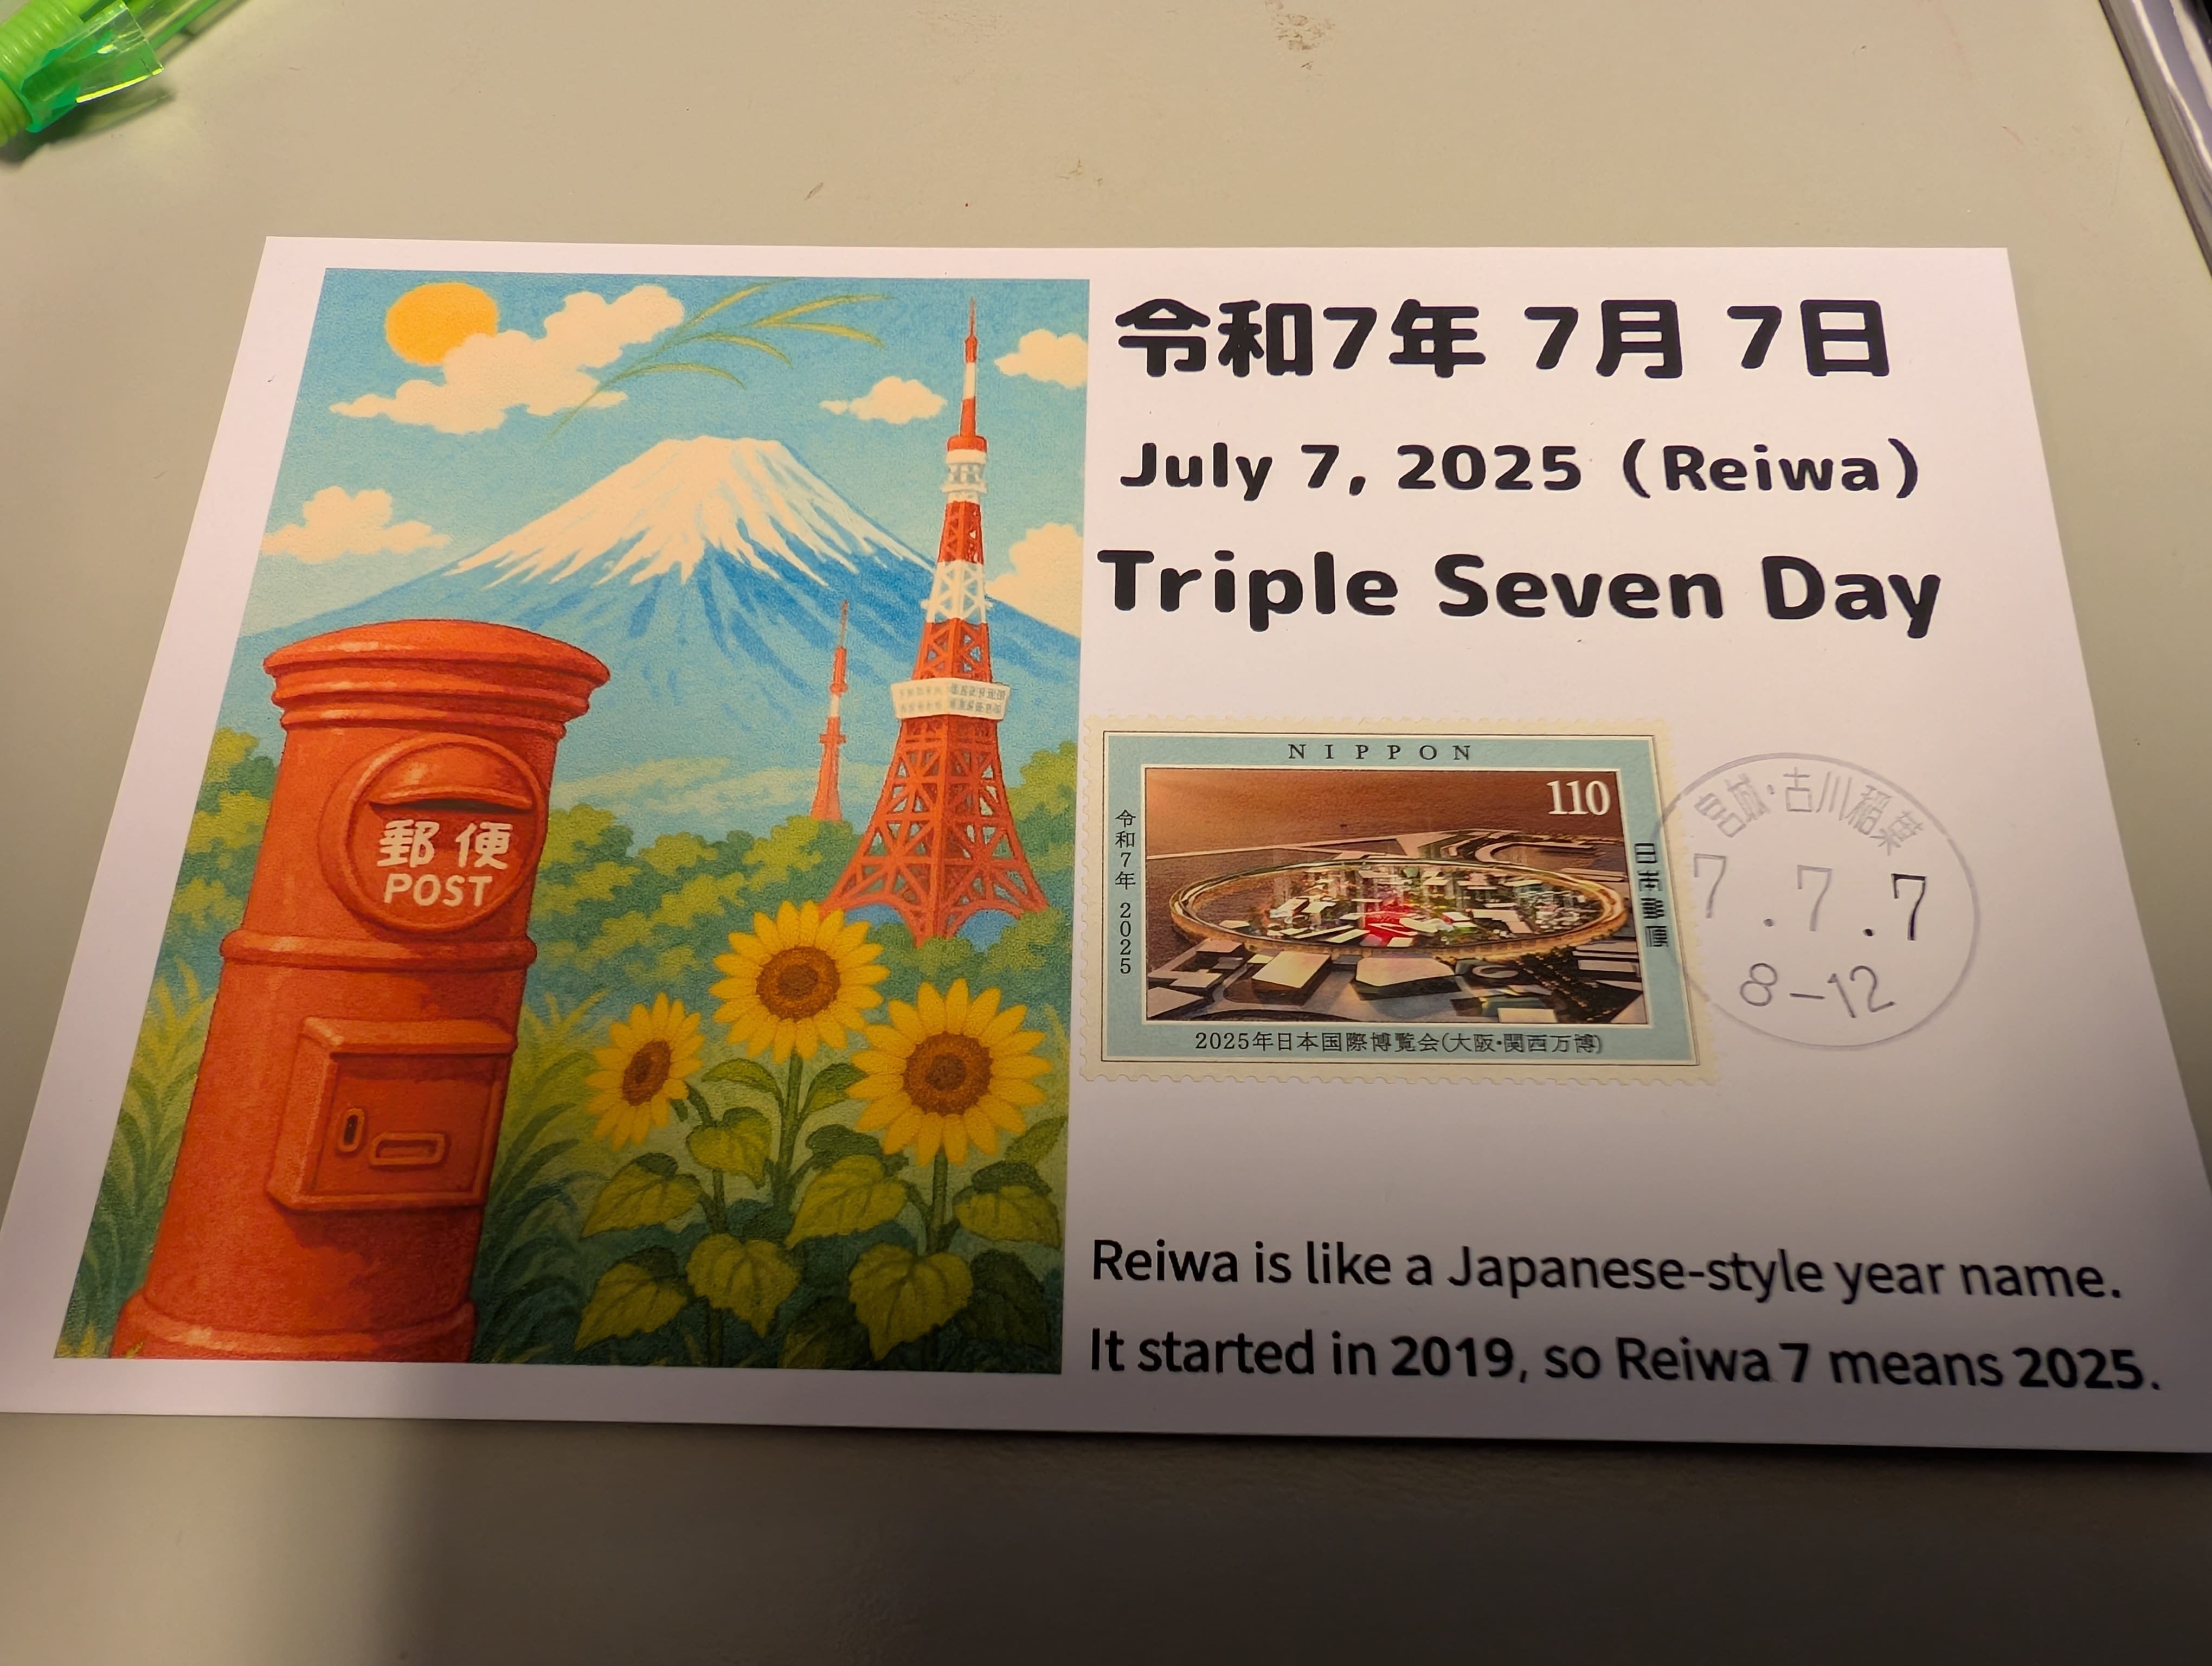 令和7年 7月 7日
July 7, 2025（Reiwa）
Triple Seven Day
郵便
POST
NIPPON
110
令和7年 2025
日本郵便
2025年日本国際博覧会(大阪・関西万博)
宮城・古川稲葉
7.7.7
8-12
Reiwa is like a Japanese-style year name.
It started in 2019, so Reiwa 7 means 2025.